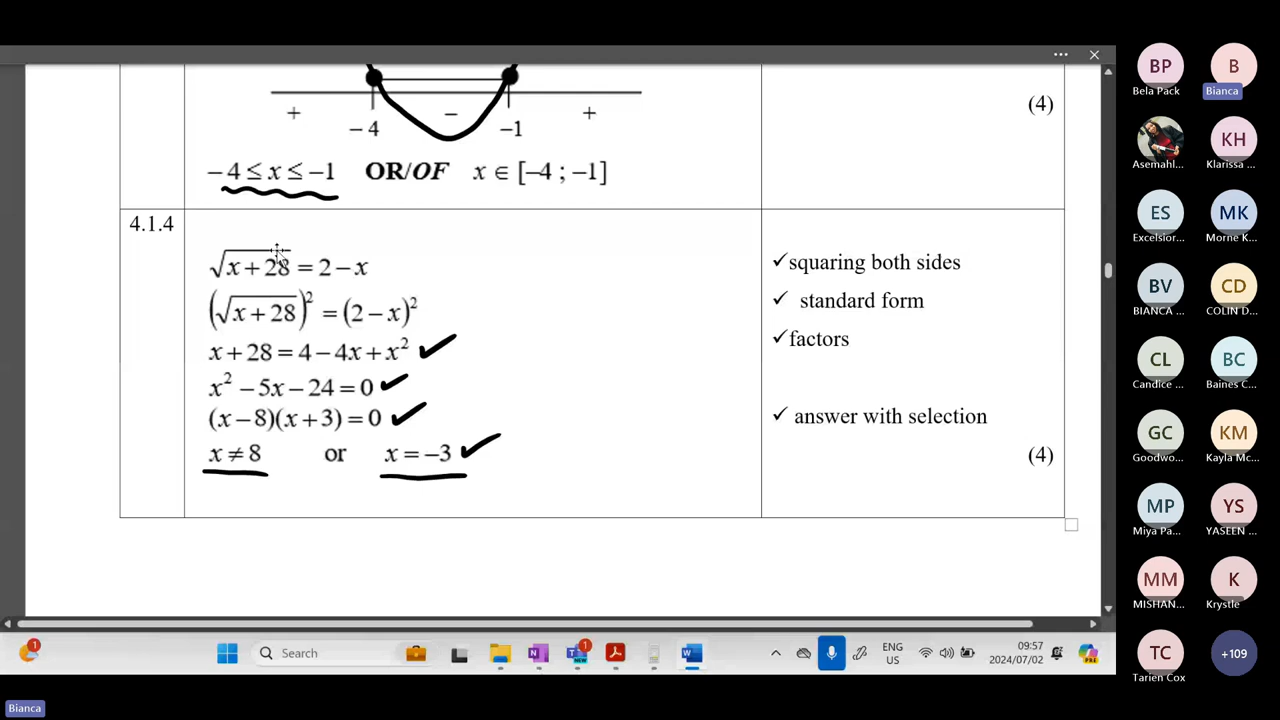 + – +
– 4 –1
(4)
– 4 ≤ x ≤ –1 OR/OF x ∈ [–4 ; –1]
4.1.4
√(x + 28) = 2 – x
(√(x + 28))² = (2 – x)²
x + 28 = 4 – 4x + x²
x² – 5x – 24 = 0
(x – 8)(x + 3) = 0
x ≠ 8 or x = –3
✓squaring both sides
✓ standard form
✓factors
✓ answer with selection
(4)
BP B
Bela Pack Bianca
KH
Asemahl... Klarissa ...
ES MK
Excelsior... Morne K...
BV CD
BIANCA ... COLIN D...
CL BC
Candice ... Baines C...
GC KM
Goodwo... Kayla Mc...
MP YS
Miya Pa... YASEEN ...
MM K
MISHAN... Krystle
TC +109
Tarien Cox
1
Search
1
NEW
ENG
US
09:57
2024/07/02
PRE
Bianca